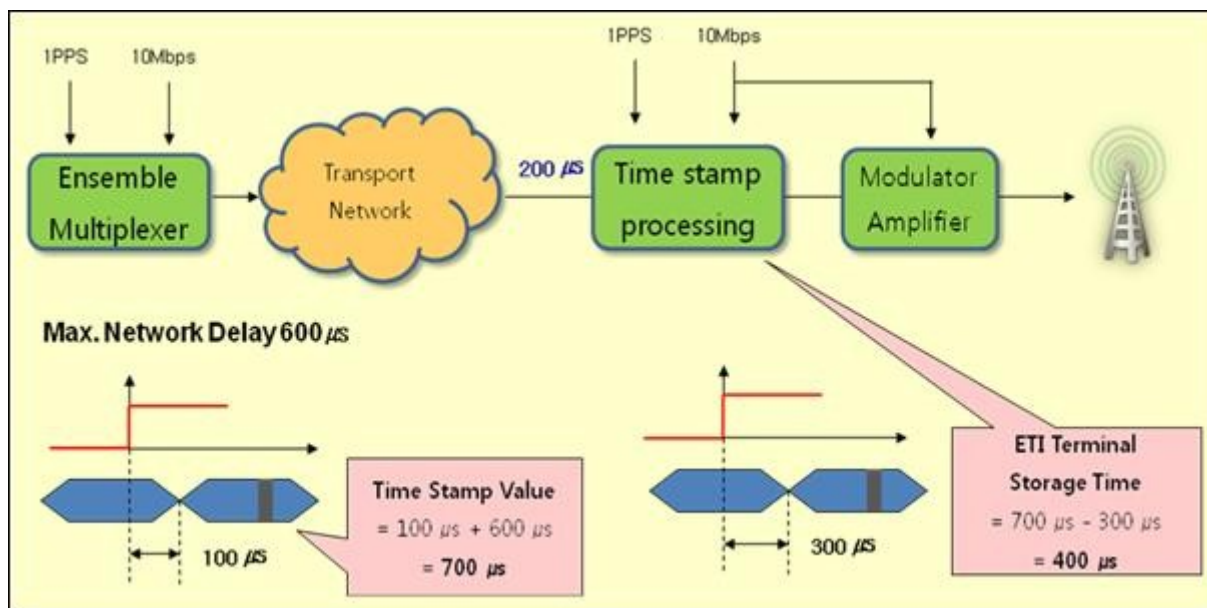 1PPS
10Mbps
1PPS
10Mbps
Ensemble
Multiplexer
Transport
Network
200 ㎲
Time stamp
processing
Modulator
Amplifier
Max. Network Delay 600 ㎲
100 ㎲
Time Stamp Value
= 100 ㎲ + 600 ㎲
= 700 ㎲
300 ㎲
ETI Terminal
Storage Time
= 700 ㎲ - 300 ㎲
= 400 ㎲